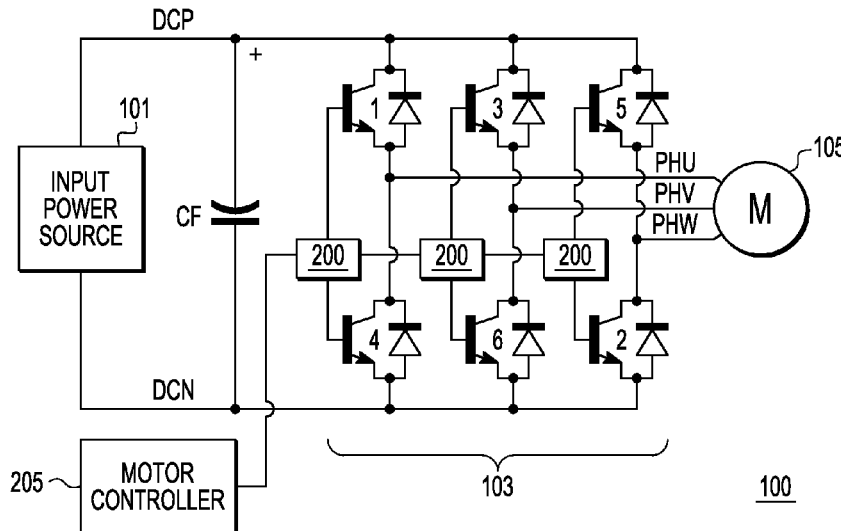 DCP
+
101
1
3
5
INPUT
POWER
SOURCE
CF
PHU
PHV
PHW
105
M
200
200
200
4
6
2
DCN
205
MOTOR
CONTROLLER
103
100